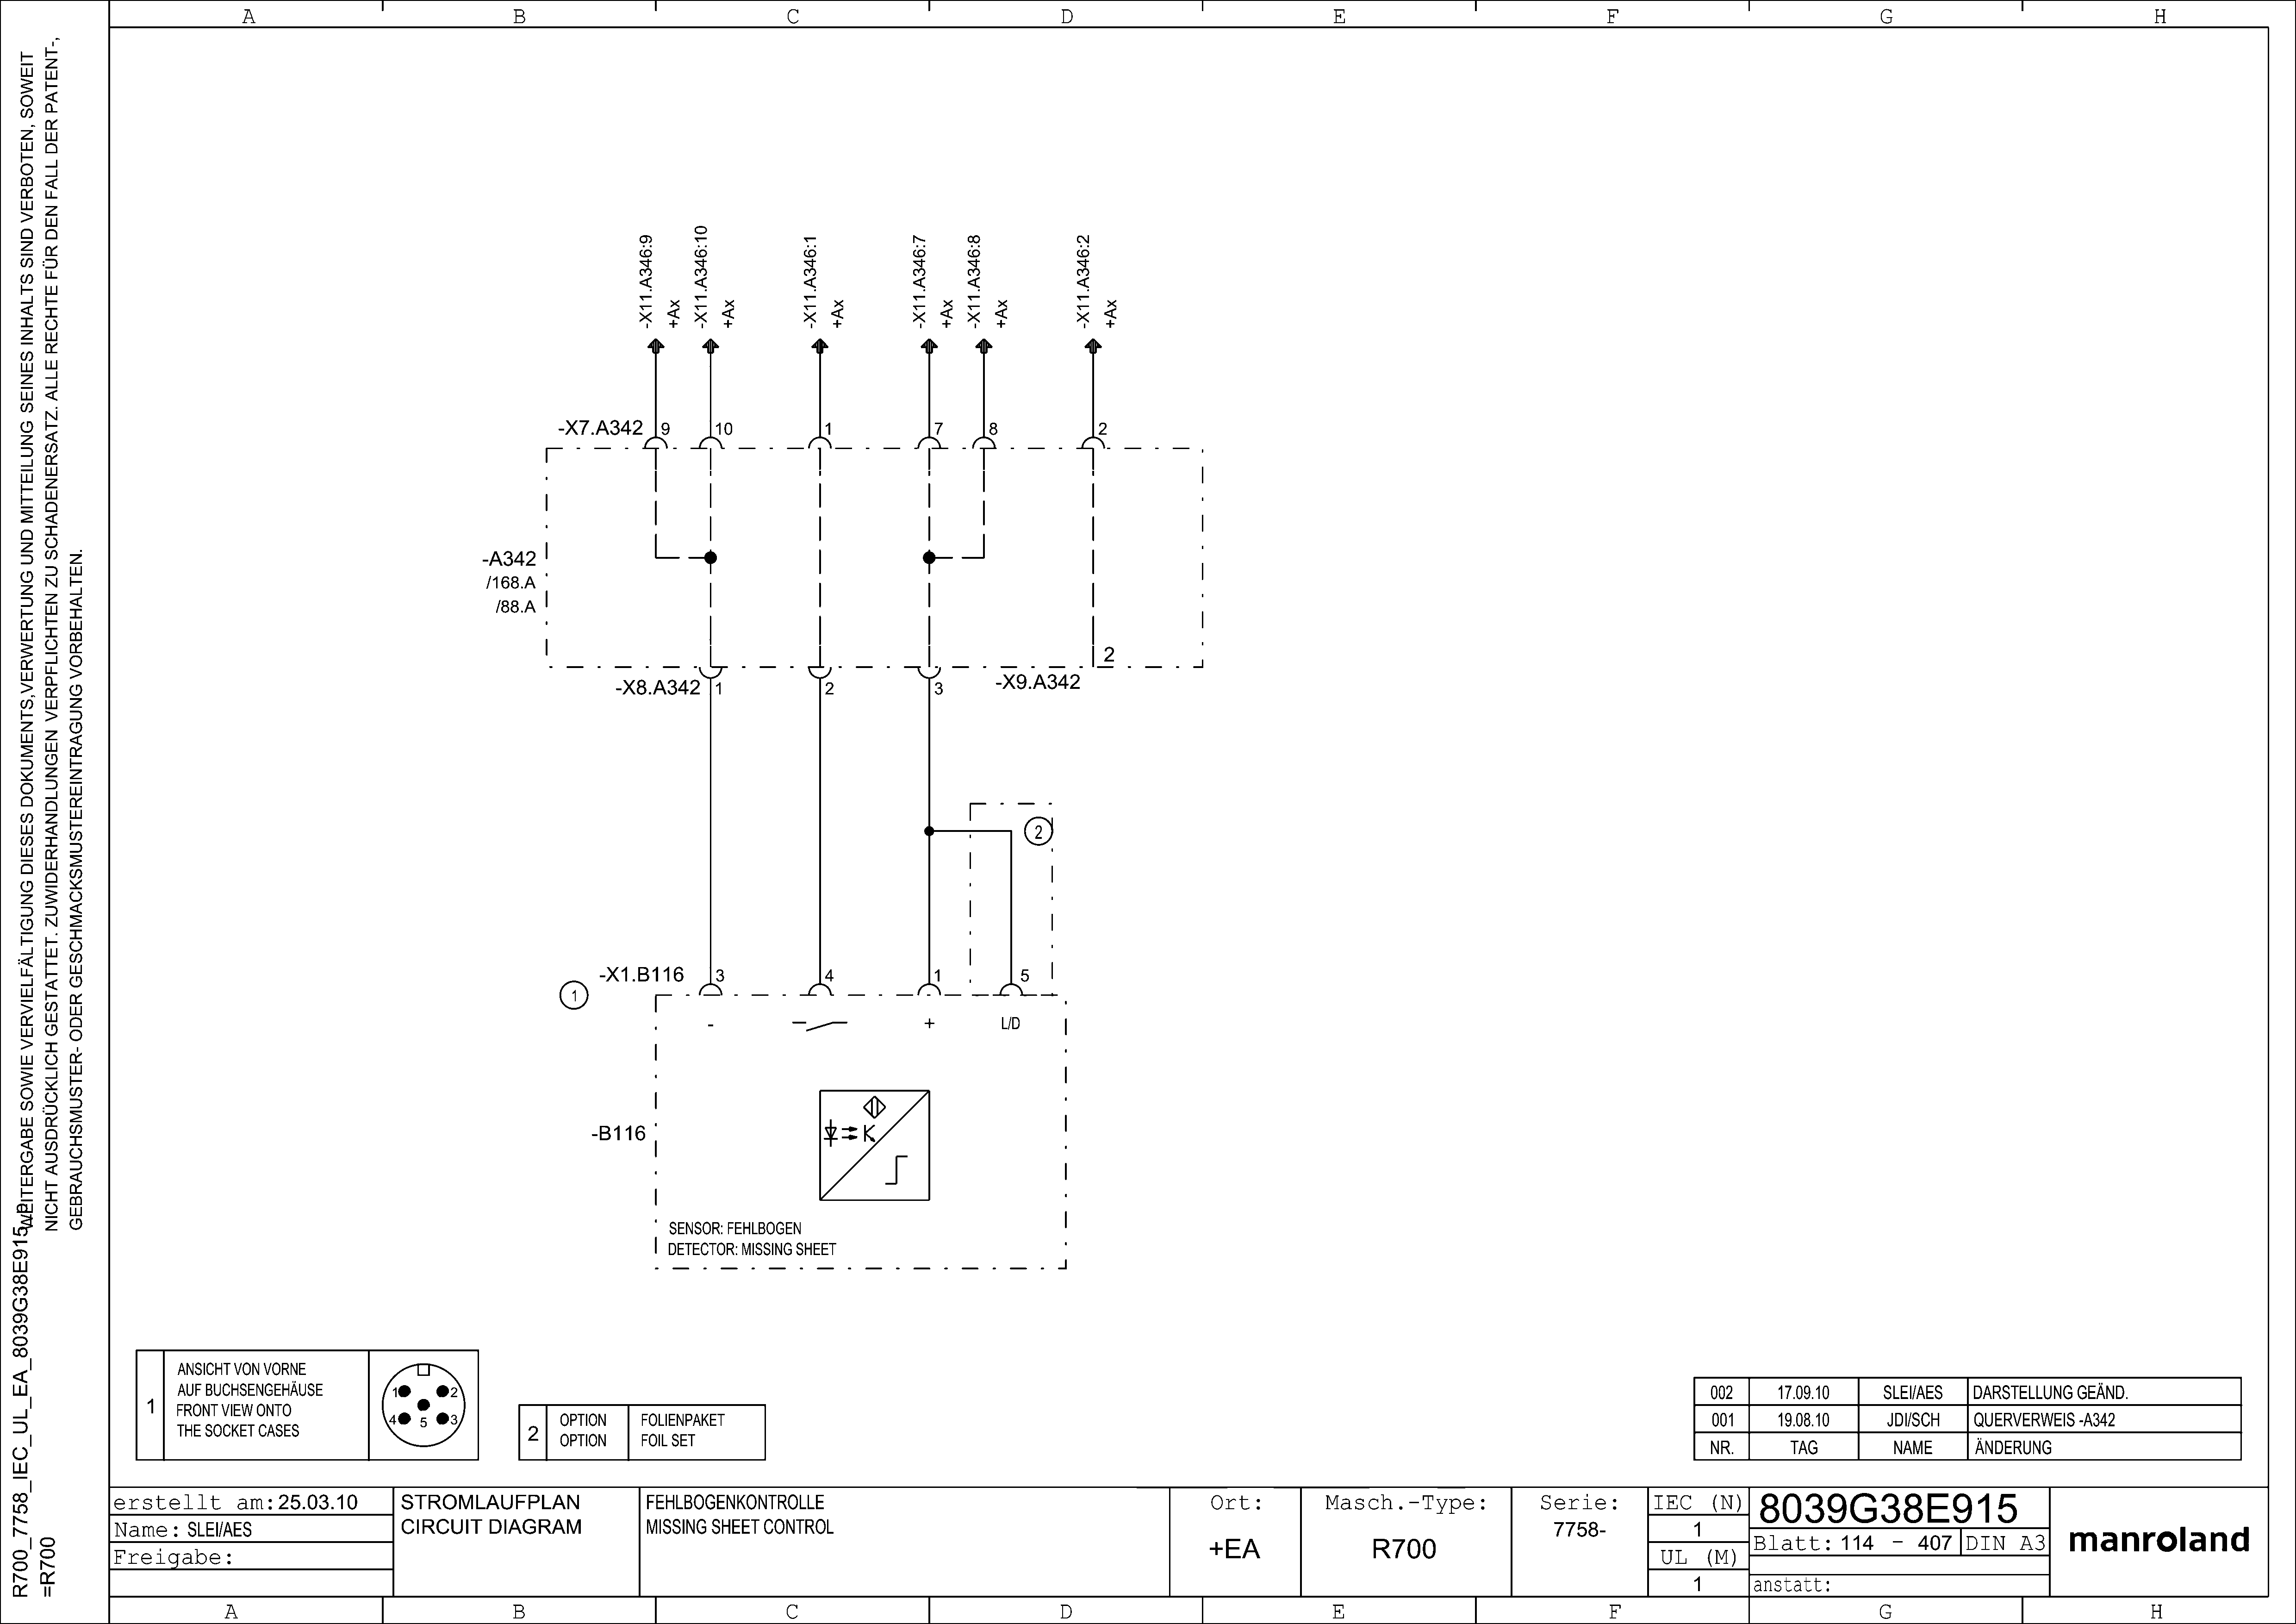 A B C D E F G H
WEITERGABE SOWIE VERVIELFÄLTIGUNG DIESES DOKUMENTS,VERWERTUNG UND MITTEILUNG SEINES INHALTS SIND VERBOTEN, SOWEIT
NICHT AUSDRÜCKLICH GESTATTET. ZUWIDERHANDLUNGEN VERPFLICHTEN ZU SCHADENERSATZ. ALLE RECHTE FÜR DEN FALL DER PATENT-,
GEBRAUCHSMUSTER- ODER GESCHMACKSMUSTEREINTRAGUNG VORBEHALTEN.
R700_7758_IEC_UL_EA_8039G38E915_
=R700
-X11.A346:9
+Ax
-X11.A346:10
+Ax
-X11.A346:1
+Ax
-X11.A346:7
+Ax
-X11.A346:8
+Ax
-X11.A346:2
+Ax
-X7.A342 9 10 1 7 8 2
-A342
/168.A
/88.A
2
-X8.A342 1 2 3 -X9.A342
2
-X1.B116 3 4 1 5
1
- + L/D
-B116
SENSOR: FEHLBOGEN
DETECTOR: MISSING SHEET
1
ANSICHT VON VORNE
AUF BUCHSENGEHÄUSE
FRONT VIEW ONTO
THE SOCKET CASES
1 2
4 5 3
2
OPTION FOLIENPAKET
OPTION FOIL SET
002 17.09.10 SLEI/AES DARSTELLUNG GEÄND.
001 19.08.10 JDI/SCH QUERVERWEIS -A342
NR. TAG NAME ÄNDERUNG
erstellt am: 25.03.10
Name: SLEI/AES
Freigabe:
STROMLAUFPLAN
CIRCUIT DIAGRAM
FEHLBOGENKONTROLLE
MISSING SHEET CONTROL
Ort:
+EA
Masch.-Type:
R700
Serie:
7758-
IEC (N)
1
UL (M)
1
8039G38E915
Blatt: 114 - 407 DIN A3
anstatt:
manroland
A B C D E F G H